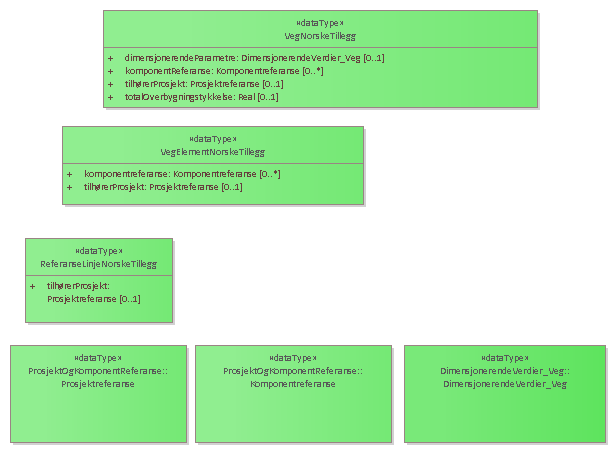 «dataType»
VegNorskeTillegg
+ dimensjonerendeParametre: DimensjonerendeVerdier_Veg [0..1]
+ komponentReferanse: Komponentreferanse [0..*]
+ tilhørerProsjekt: Prosjektreferanse [0..1]
+ totalOverbygningstykkelse: Real [0..1]
«dataType»
VegElementNorskeTillegg
+ komponentreferanse: Komponentreferanse [0..*]
+ tilhørerProsjekt: Prosjektreferanse [0..1]
«dataType»
ReferanseLinjeNorskeTillegg
+ tilhørerProsjekt:
Prosjektreferanse [0..1]
«dataType»
ProsjektOgKomponentReferanse::
Prosjektreferanse
«dataType»
ProsjektOgKomponentReferanse::
Komponentreferanse
«dataType»
DimensjonerendeVerdier_Veg::
DimensjonerendeVerdier_Veg